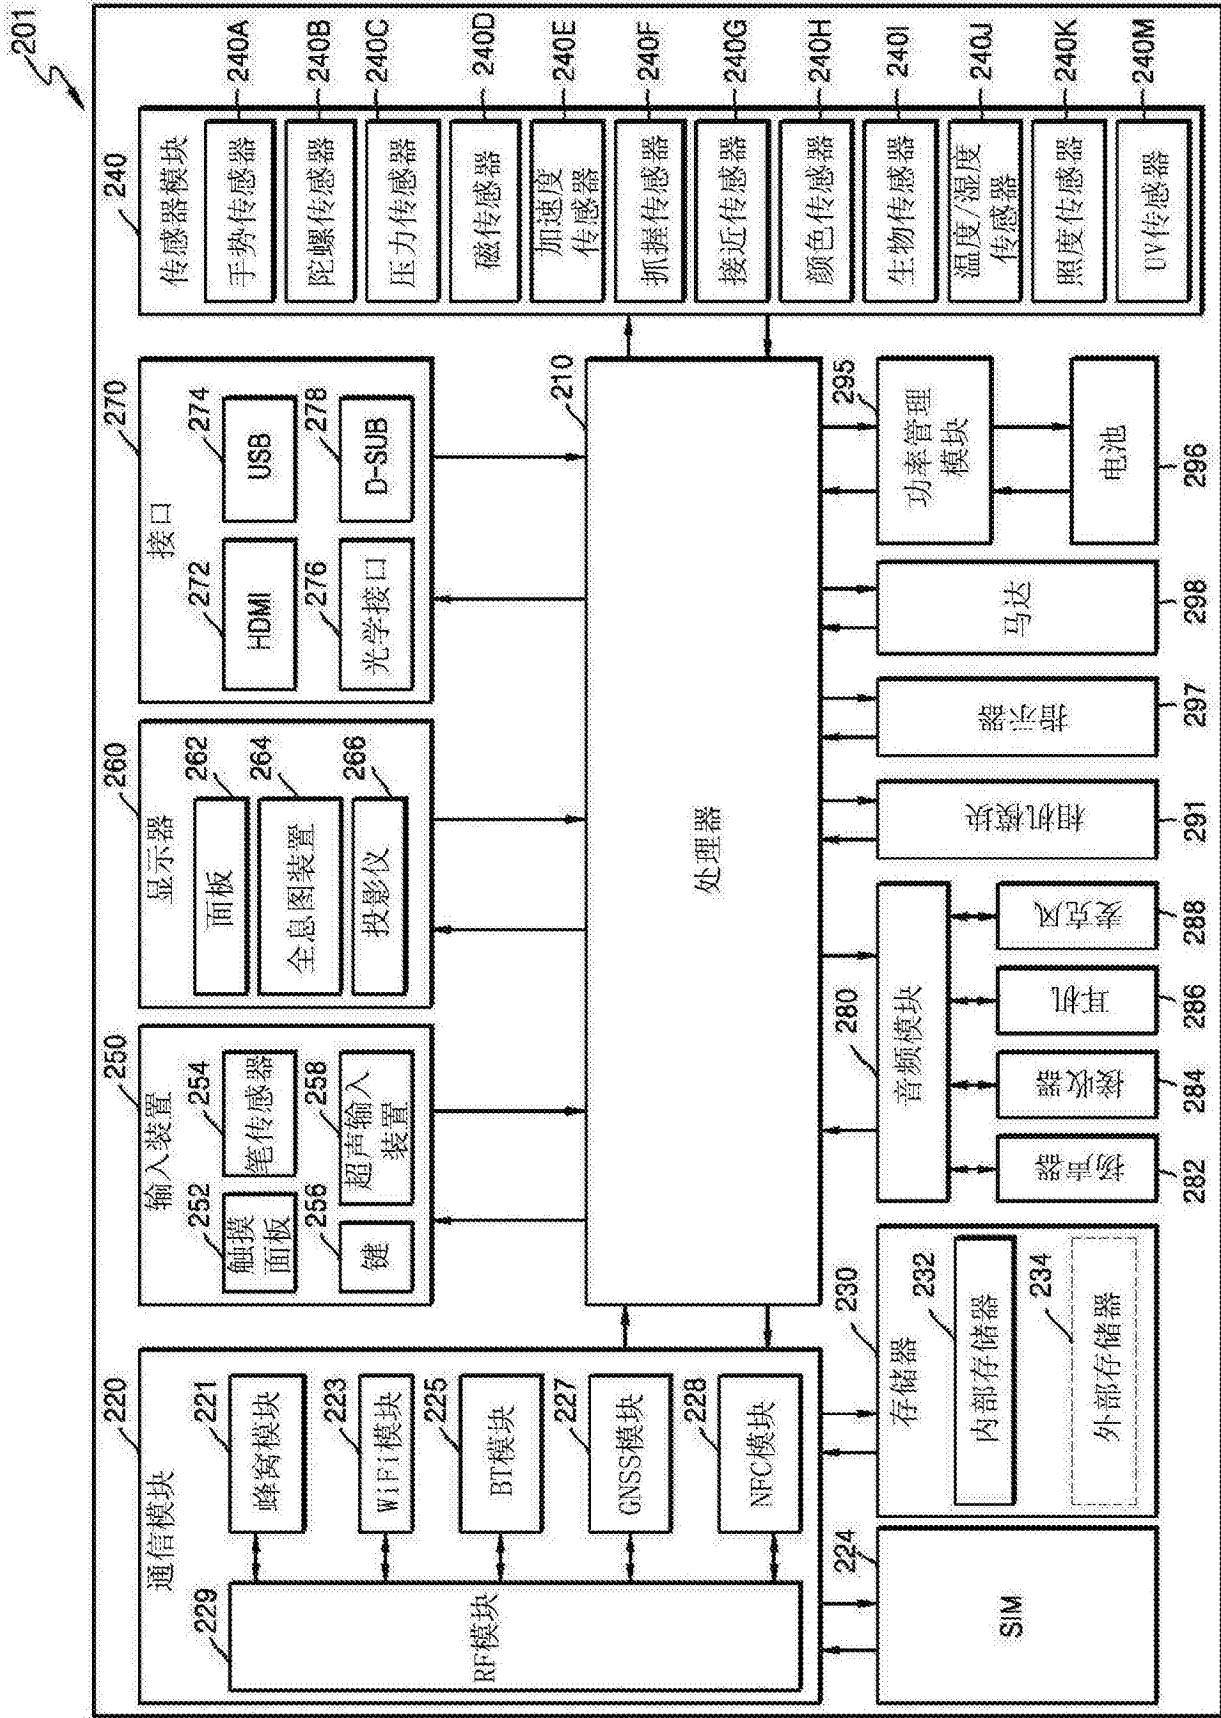 201
220
通信模块
229
RF模块
221
蜂窝模块
223
WiFi模块
225
BT模块
227
GNSS模块
228
NFC模块
250
输入装置
252
触摸
面板
254
笔传感器
256
键
258
超声输入
装置
260
显示器
262
面板
264
全息图装置
266
投影仪
270
接口
272
HDMI
274
USB
276
光学接口
278
D-SUB
240
传感器模块
手势传感器
240A
陀螺传感器
240B
压力传感器
240C
磁传感器
240D
加速度
传感器
240E
抓握传感器
240F
接近传感器
240G
颜色传感器
240H
生物传感器
240I
温度/湿度
传感器
240J
照度传感器
240K
UV传感器
240M
210
处理器
224
SIM
230
存储器
232
内部存储器
234
外部存储器
280
音频模块
扬声器
282
接收器
284
耳机
286
麦克风
288
相机模块
291
指示器
297
马达
298
295
功率管理
模块
电池
296